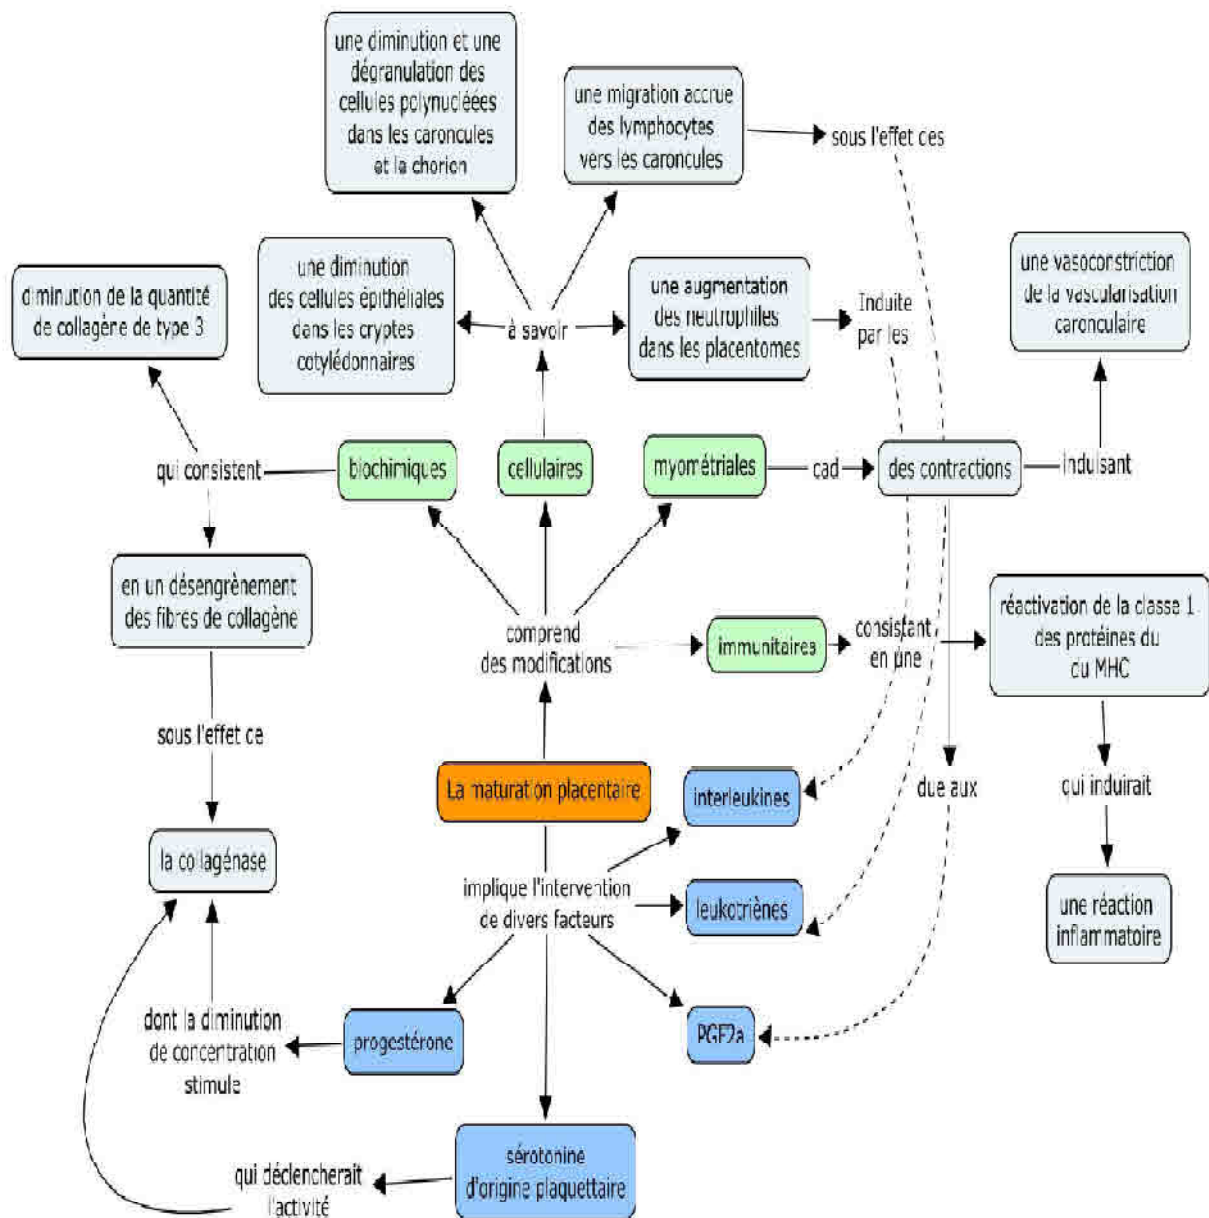 une diminution et une
dégranulation des
cellules polynucléées
dans les caroncules
et le chorion
une migration accrue
des lymphocytes
vers les caroncules
sous l'effet des
diminution de la quantité
de collagène de type 3
une diminution
des cellules épithéliales
dans les cryptes
cotylédonnaires
à savoir
une augmentation
des neutrophiles
dans les placentomes
Induite
par les
une vasoconstriction
de la vascularisation
caronculaire
qui consistent
biochimiques
cellulaires
myométriales
cad
des contractions
induisant
en un désengrènement
des fibres de collagène
comprend
des modifications
immunitaires
consistant
en une
réactivation de la classe 1
des protéines du
du MHC
sous l'effet de
La maturation placentaire
interleukines
due aux
qui induirait
la collagénase
implique l'intervention
de divers facteurs
leukotriènes
une réaction
inflammatoire
dont la diminution
de concentration
stimule
progestérone
PGF2a
qui déclencherait
l'activité
sérotonine
d'origine plaquettaire